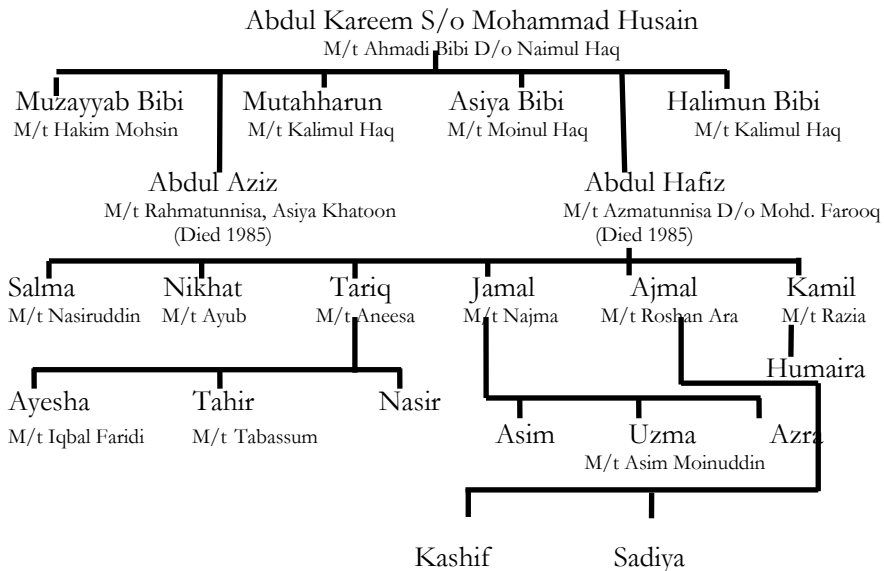 Abdul Kareem S/o Mohammad Husain
M/t Ahmadi Bibi D/o Naimul Haq
Muzayyab Bibi Mutahharun Asiya Bibi Halimun Bibi
M/t Hakim Mohsin M/t Kalimul Haq M/t Moinul Haq M/t Kalimul Haq
Abdul Aziz Abdul Hafiz
M/t Rahmatunnisa, Asiya Khatoon M/t Azmatunnisa D/o Mohd. Farooq
(Died 1985) (Died 1985)
Salma Nikhat Tariq Jamal Ajmal Kamil
M/t Nasiruddin M/t Ayub M/t Aneesa M/t Najma M/t Roshan Ara M/t Razia
Humaira
Ayesha Tahir Nasir
M/t Iqbal Faridi M/t Tabassum
Asim Uzma Azra
M/t Asim Moinuddin
Kashif Sadiya